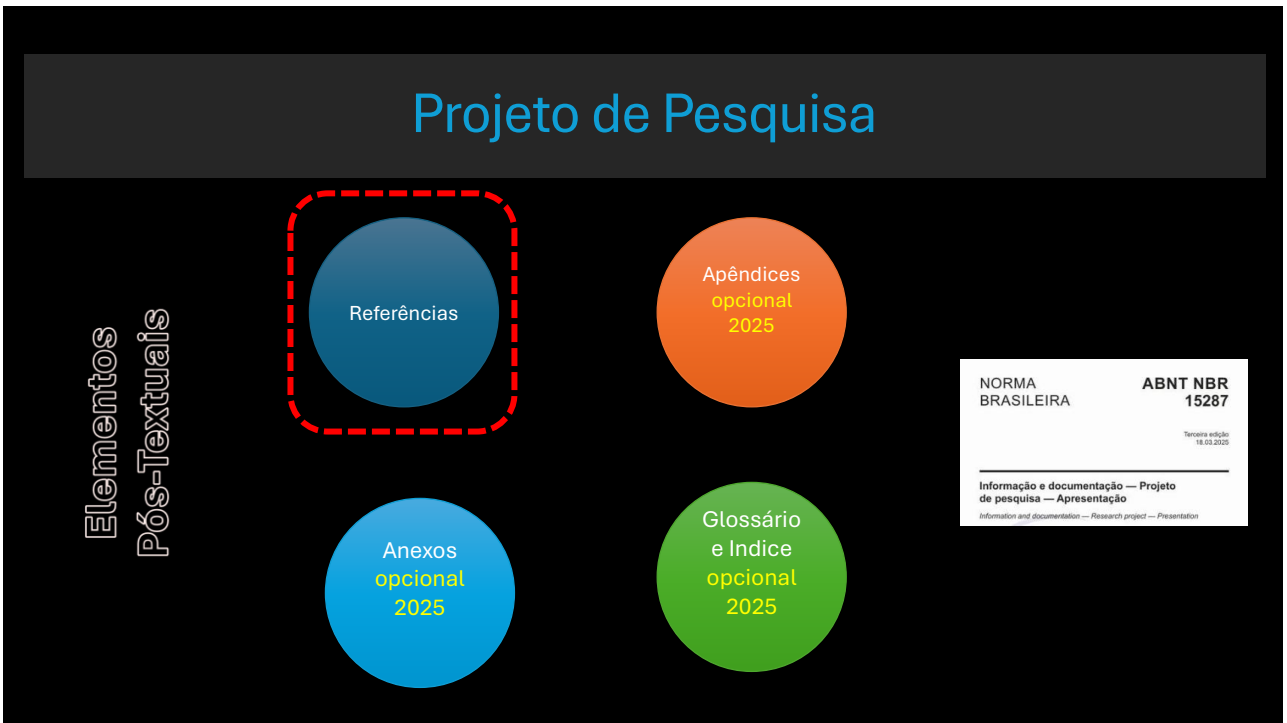 Projeto de Pesquisa
Elementos
Pós-Textuais
Referências
Apêndices
opcional
2025
Anexos
opcional
2025
Glossário
e Indice
opcional
2025
NORMA
BRASILEIRA
ABNT NBR
15287
Terceira edição
18.03.2025
Informação e documentação — Projeto
de pesquisa — Apresentação
Information and documentation — Research project — Presentation